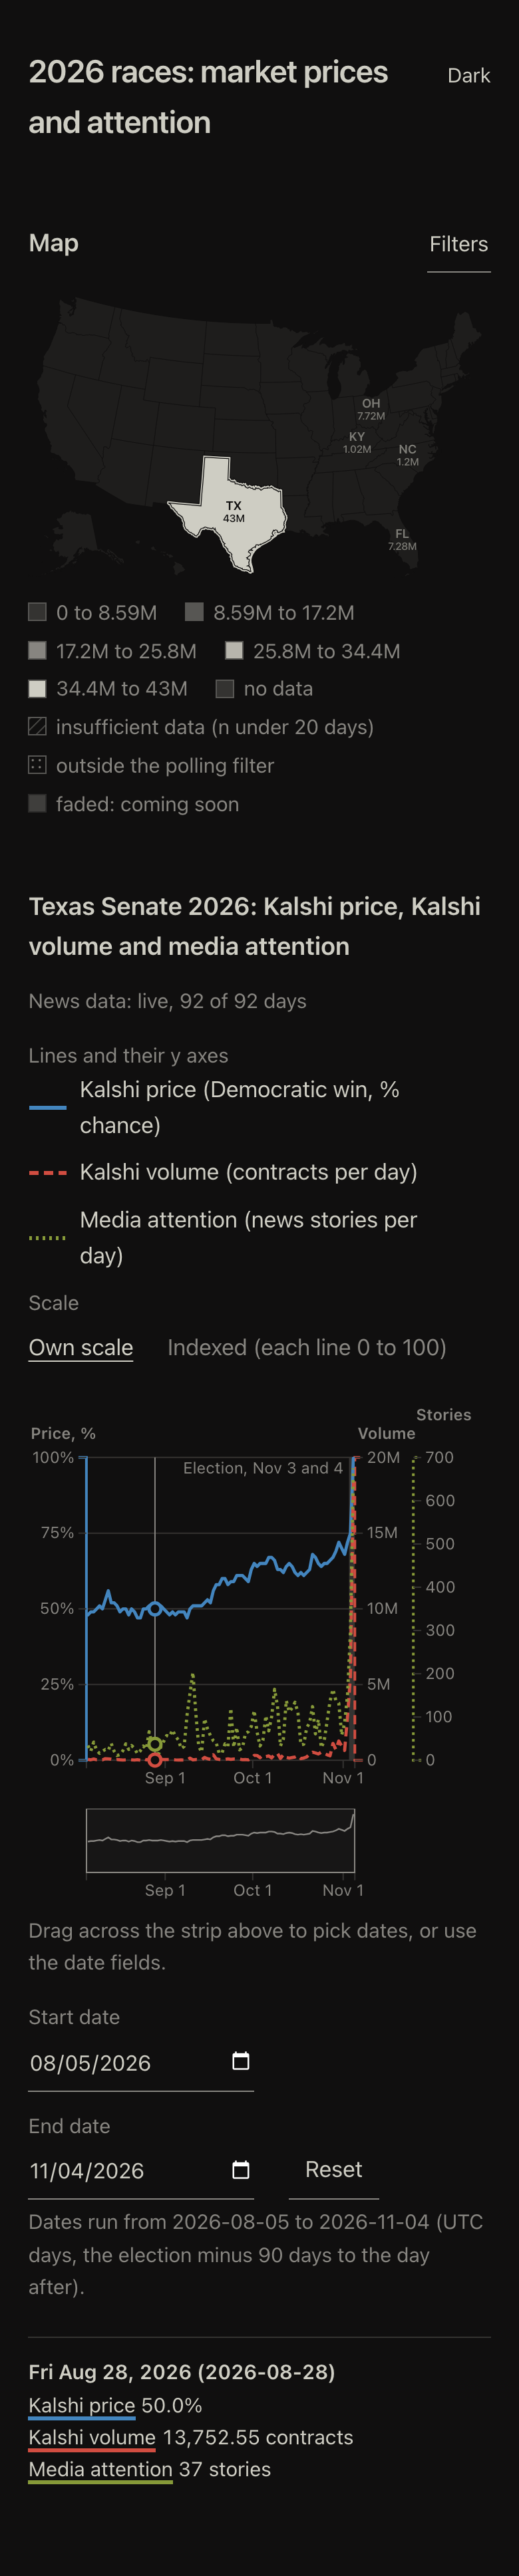 2026 races: market prices and attention
Dark
Map
Filters
OH
7.72M
KY
1.02M
NC
1.2M
TX
43M
FL
7.28M
0 to 8.59M
8.59M to 17.2M
17.2M to 25.8M
25.8M to 34.4M
34.4M to 43M
no data
insufficient data (n under 20 days)
outside the polling filter
faded: coming soon
Texas Senate 2026: Kalshi price, Kalshi
volume and media attention
News data: live, 92 of 92 days
Lines and their y axes
Kalshi price (Democratic win, %
chance)
Kalshi volume (contracts per day)
Media attention (news stories per
day)
Scale
Own scale
Indexed (each line 0 to 100)
Stories
Price, %
Volume
100%
Election, Nov 3 and 4
20M
700
600
75%
15M
500
400
50%
10M
300
25%
5M
200
100
0%
0
0
Sep 1
Oct 1
Nov 1
Sep 1
Oct 1
Nov 1
Drag across the strip above to pick dates, or use
the date fields.
Start date
08/05/2026
End date
11/04/2026
Reset
Dates run from 2026-08-05 to 2026-11-04 (UTC
days, the election minus 90 days to the day
after).
Fri Aug 28, 2026 (2026-08-28)
Kalshi price 50.0%
Kalshi volume 13,752.55 contracts
Media attention 37 stories